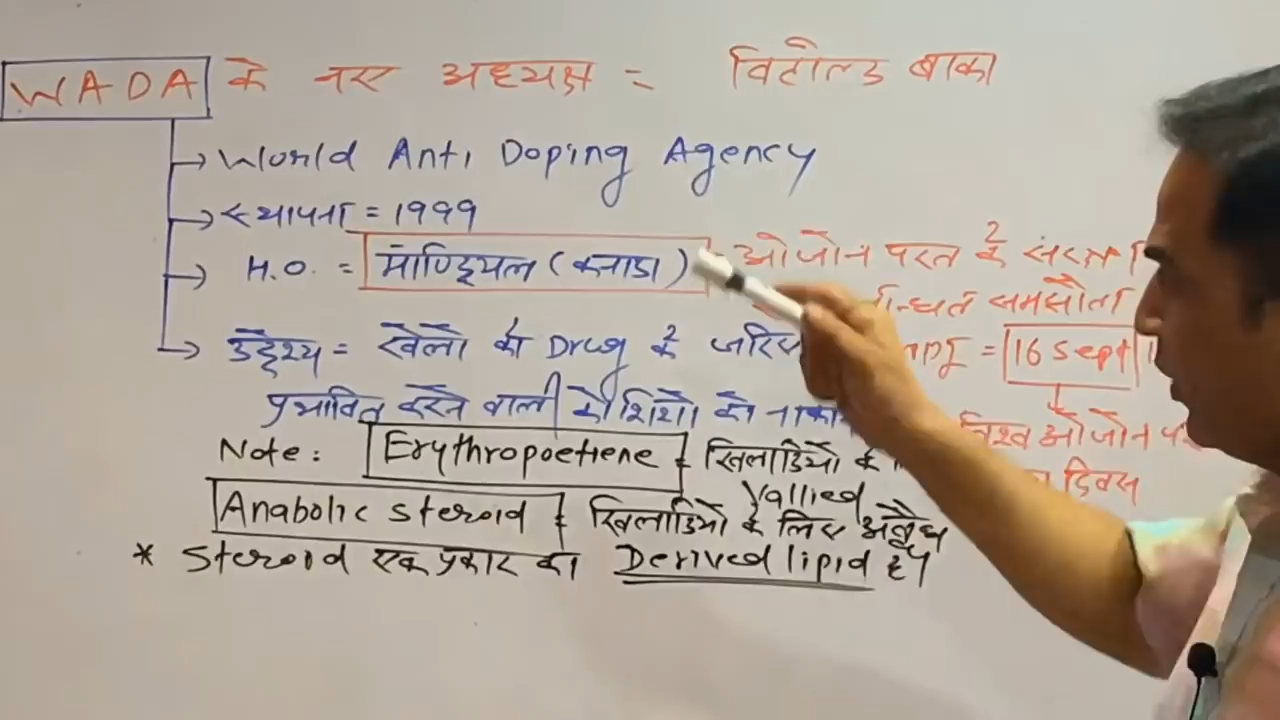 WADA के नए अध्यक्ष = विटोल्ड बाका
World Anti Doping Agency
स्थापना = 1999
H.O. = माण्ट्रियल (कनाडा)
ओजोन परत के संरक्षण
समझौता
उद्देश्य = खेलों को Drug के जरिए
लागू = 16 Sept
प्रभावित करने वाली कोशिशों को
विश्व ओजोन
दिवस
Note: Erythropoetiene = खिलाडियों के
Vallied
Anabolic steroid = खिलाडियों के लिए अवैध
* Steroid एक प्रकार का Derived lipid है।